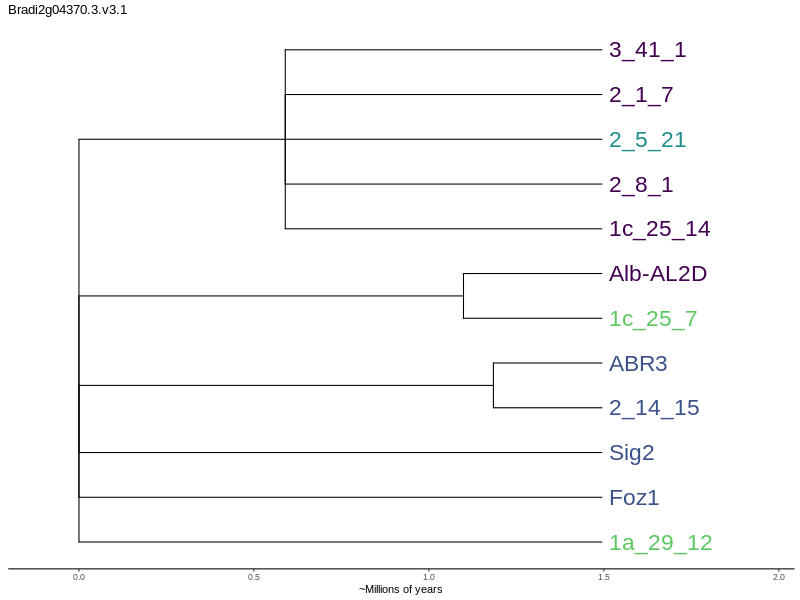 Bradi2g04370.3.v3.1
3_41_1
2_1_7
2_5_21
2_8_1
1c_25_14
Alb-AL2D
1c_25_7
ABR3
2_14_15
Sig2
Foz1
1a_29_12
0.0 0.5 1.0 1.5 2.0
~Millions of years